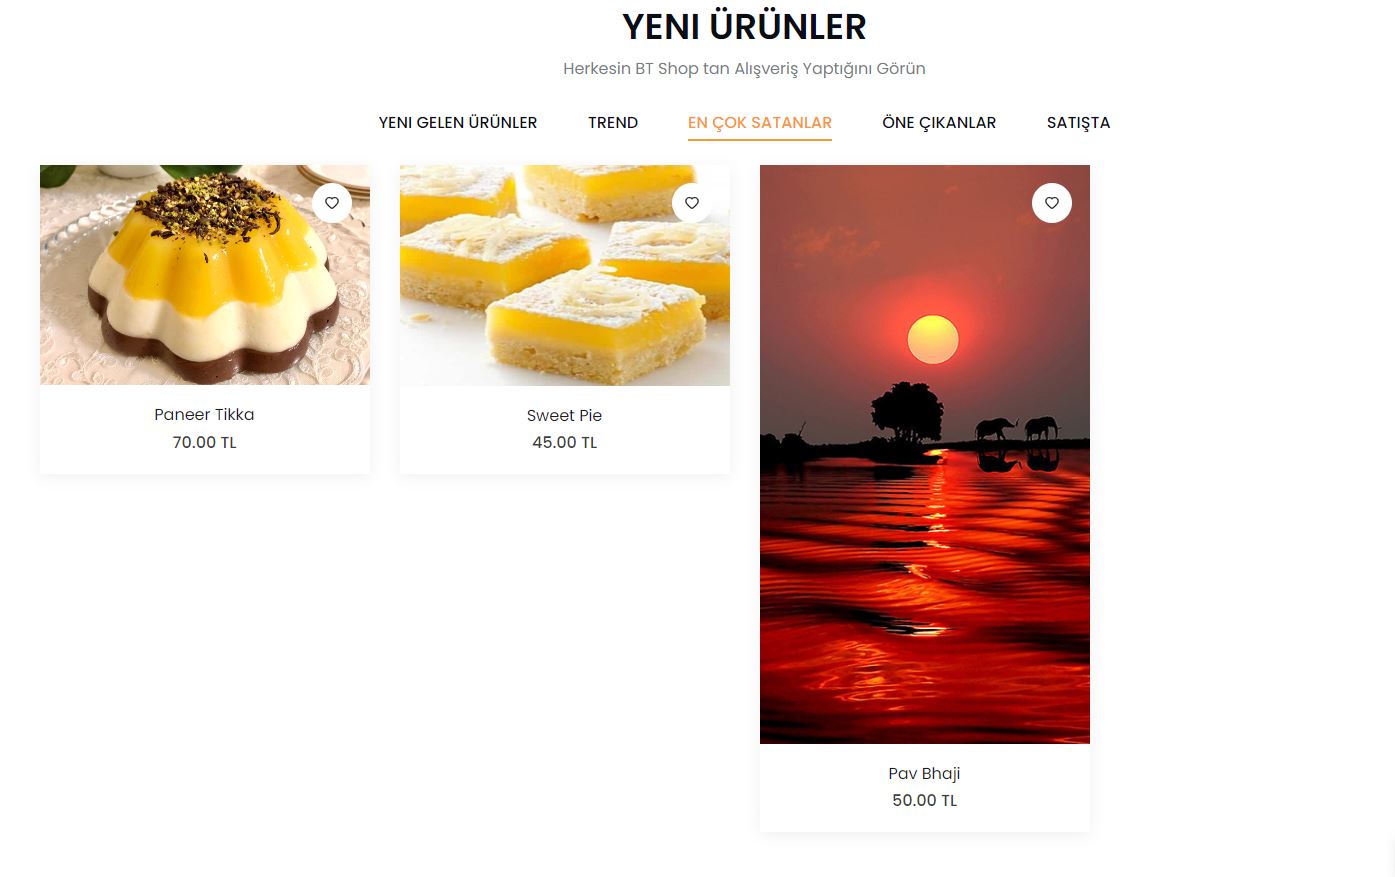 YENI ÜRÜNLER
Herkesin BT Shop tan Alışveriş Yaptığını Görün
YENI GELEN ÜRÜNLER TREND EN ÇOK SATANLAR ÖNE ÇIKANLAR SATIŞTA
Paneer Tikka
70.00 TL
Sweet Pie
45.00 TL
Pav Bhaji
50.00 TL